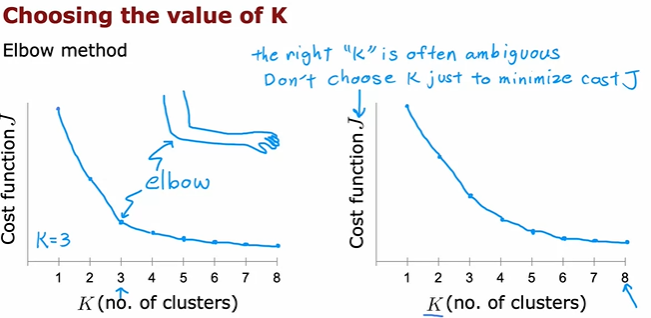 Choosing the value of K
Elbow method
the right "K" is often ambiguous
Don't choose K just to minimize cost J
Cost function J
elbow
K=3
1 2 3 4 5 6 7 8
K (no. of clusters)
Cost function J
1 2 3 4 5 6 7 8
K (no. of clusters)